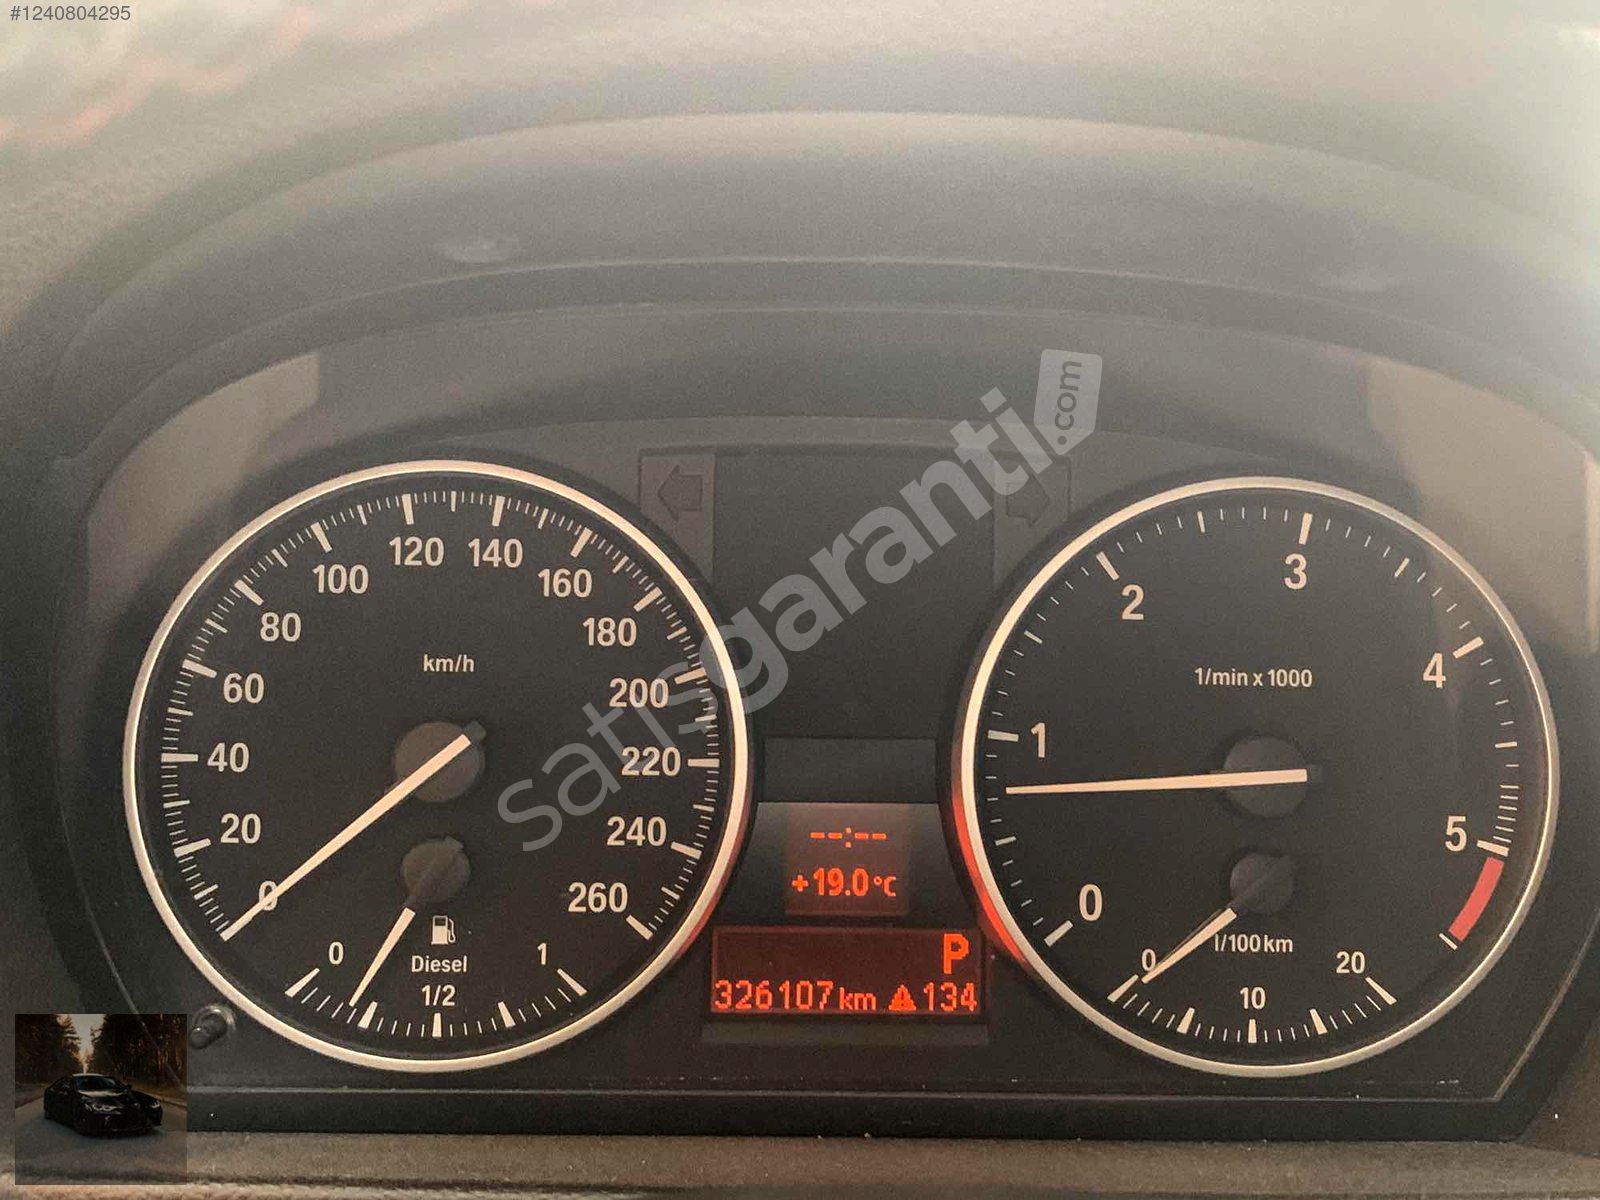 #1240804295
satışgaranti.com
120 140
100 160
80 180
km/h
60 200
40 220
20 240
0 260
0 1
Diesel
1/2
--:--
+19.0°C
P
326107 km 134
3
2
1/min x 1000
4
1
5
0
l/100km
0 20
10